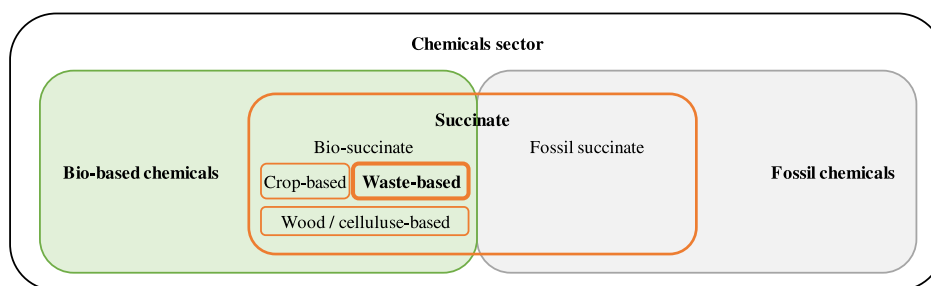 Chemicals sector
Succinate
Bio-succinate
Fossil succinate
Bio-based chemicals
Crop-based
Waste-based
Fossil chemicals
Wood / celluluse-based